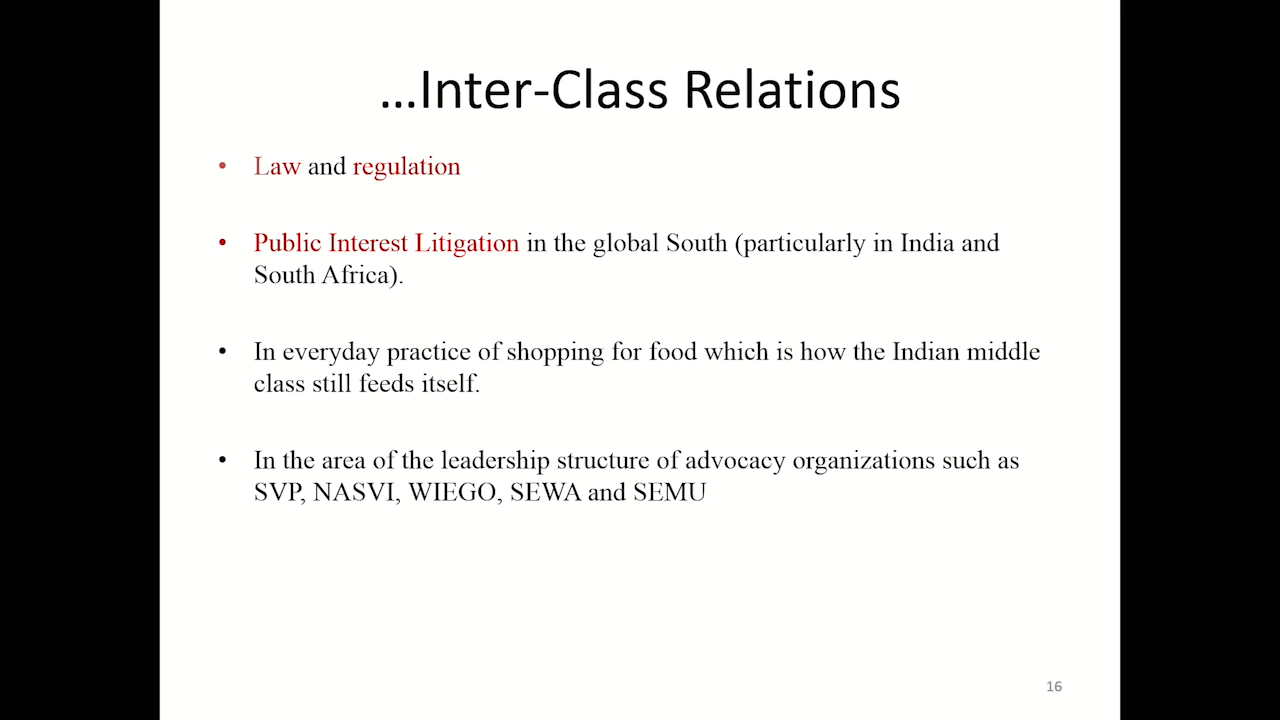 ...Inter-Class Relations
• Law and regulation
• Public Interest Litigation in the global South (particularly in India and
South Africa).
• In everyday practice of shopping for food which is how the Indian middle
class still feeds itself.
• In the area of the leadership structure of advocacy organizations such as
SVP, NASVI, WIEGO, SEWA and SEMU
16